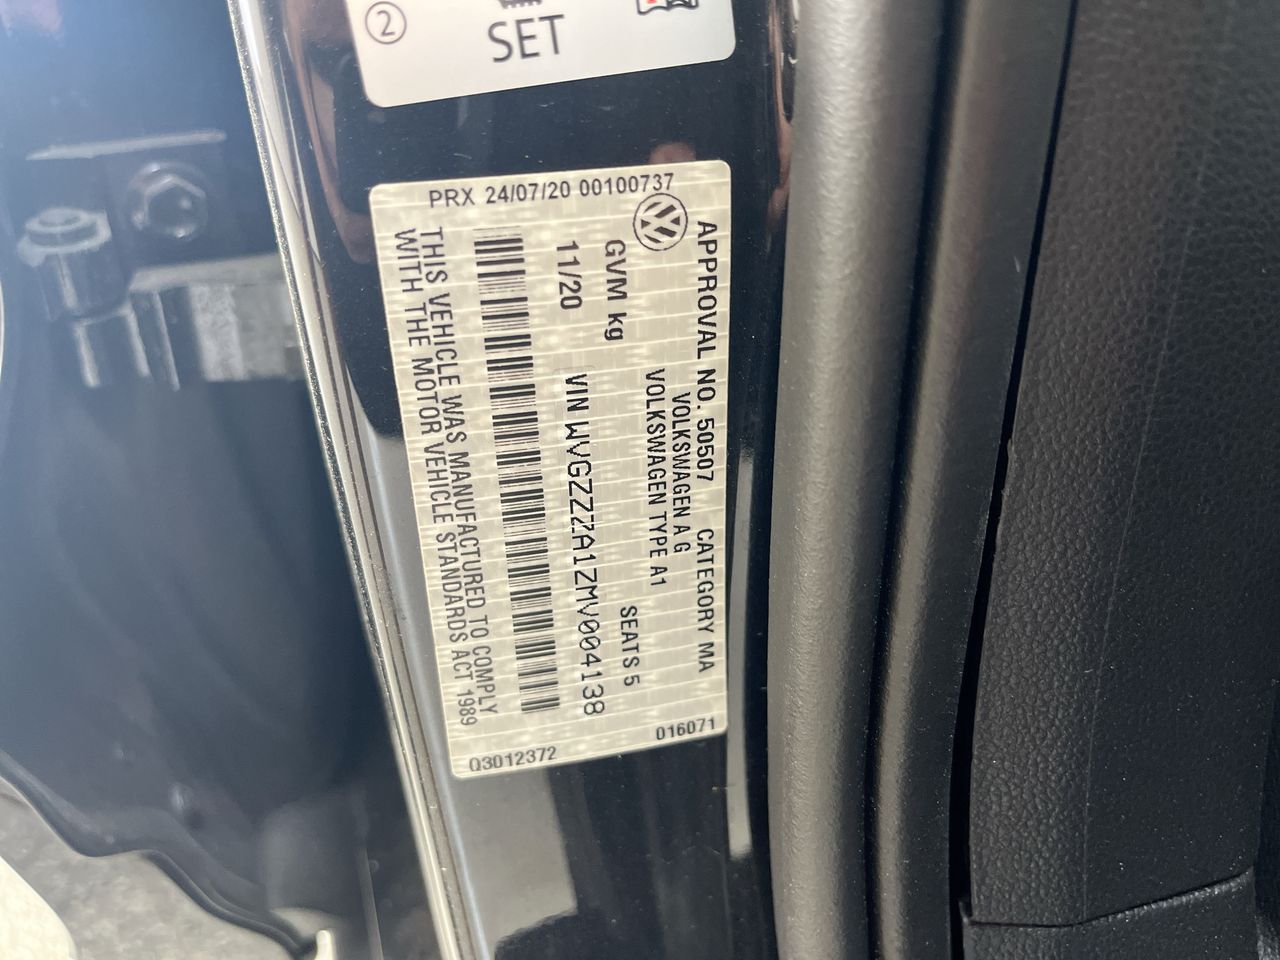 2
SET
PRX 24/07/20 00100737
APPROVAL NO. 50507 CATEGORY MA
VOLKSWAGEN AG
VOLKSWAGEN TYPE A1
GVM kg SEATS 5
11/20 VIN WVGZZZA1ZMV004138
THIS VEHICLE WAS MANUFACTURED TO COMPLY
WITH THE MOTOR VEHICLE STANDARDS ACT 1989
Q3012372 016071